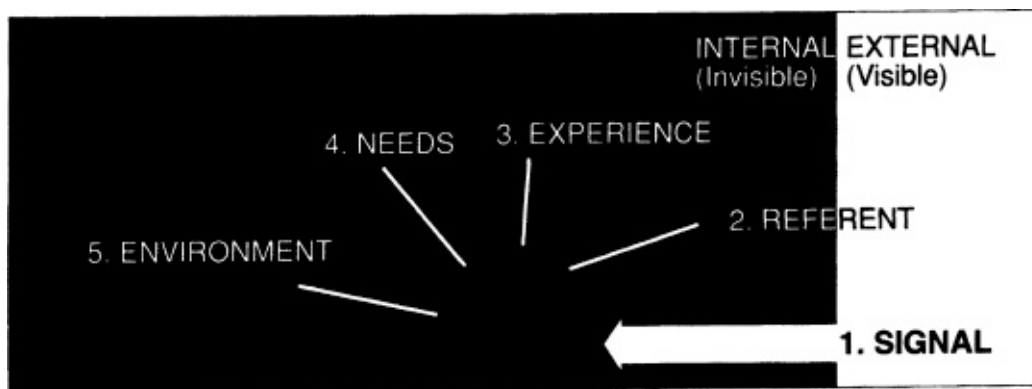 INTERNAL EXTERNAL
(Invisible) (Visible)
4. NEEDS
3. EXPERIENCE
2. REFERENT
5. ENVIRONMENT
1. SIGNAL